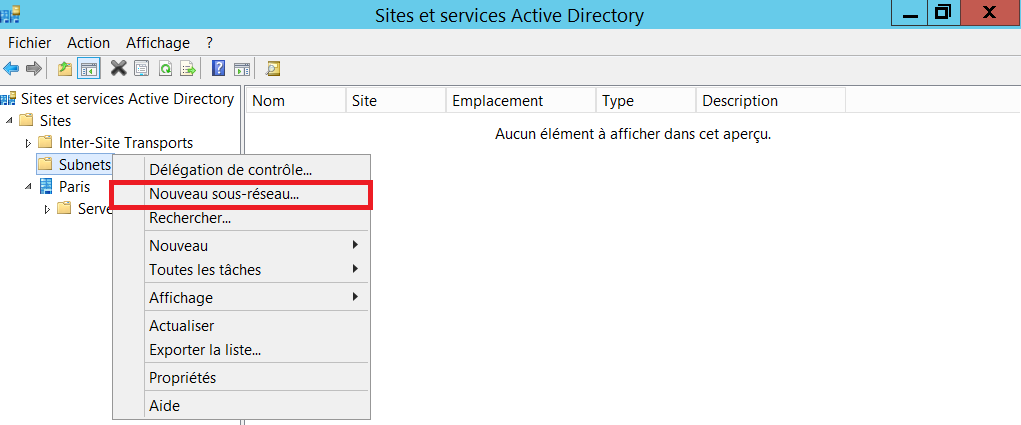 Sites et services Active Directory
Fichier Action Affichage ?
Sites et services Active Directory
Nom Site Emplacement Type Description
Sites
Aucun élément à afficher dans cet aperçu.
Inter-Site Transports
Subnets
Paris
Serve
Délégation de contrôle...
Nouveau sous-réseau...
Rechercher...
Nouveau
Toutes les tâches
Affichage
Actualiser
Exporter la liste...
Propriétés
Aide